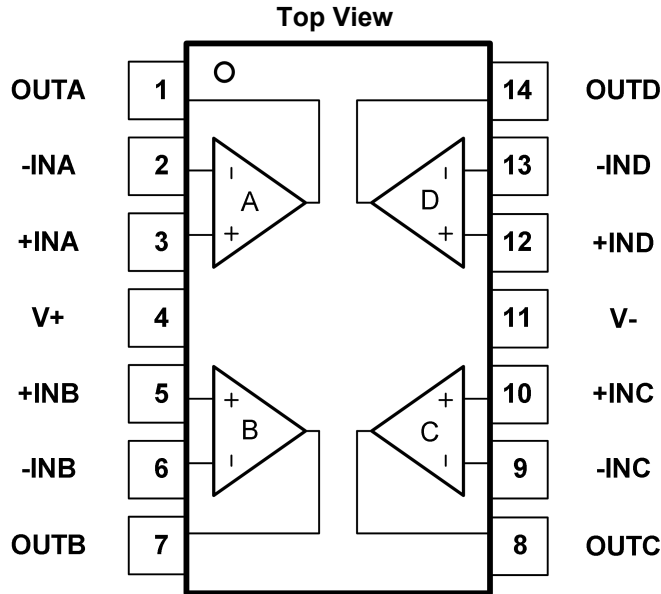 Top View
OUTA 1 14 OUTD
-INA 2 - - 13 -IND
A D
+INA 3 + + 12 +IND
V+ 4 11 V-
+INB 5 + + 10 +INC
B C
-INB 6 - - 9 -INC
OUTB 7 8 OUTC